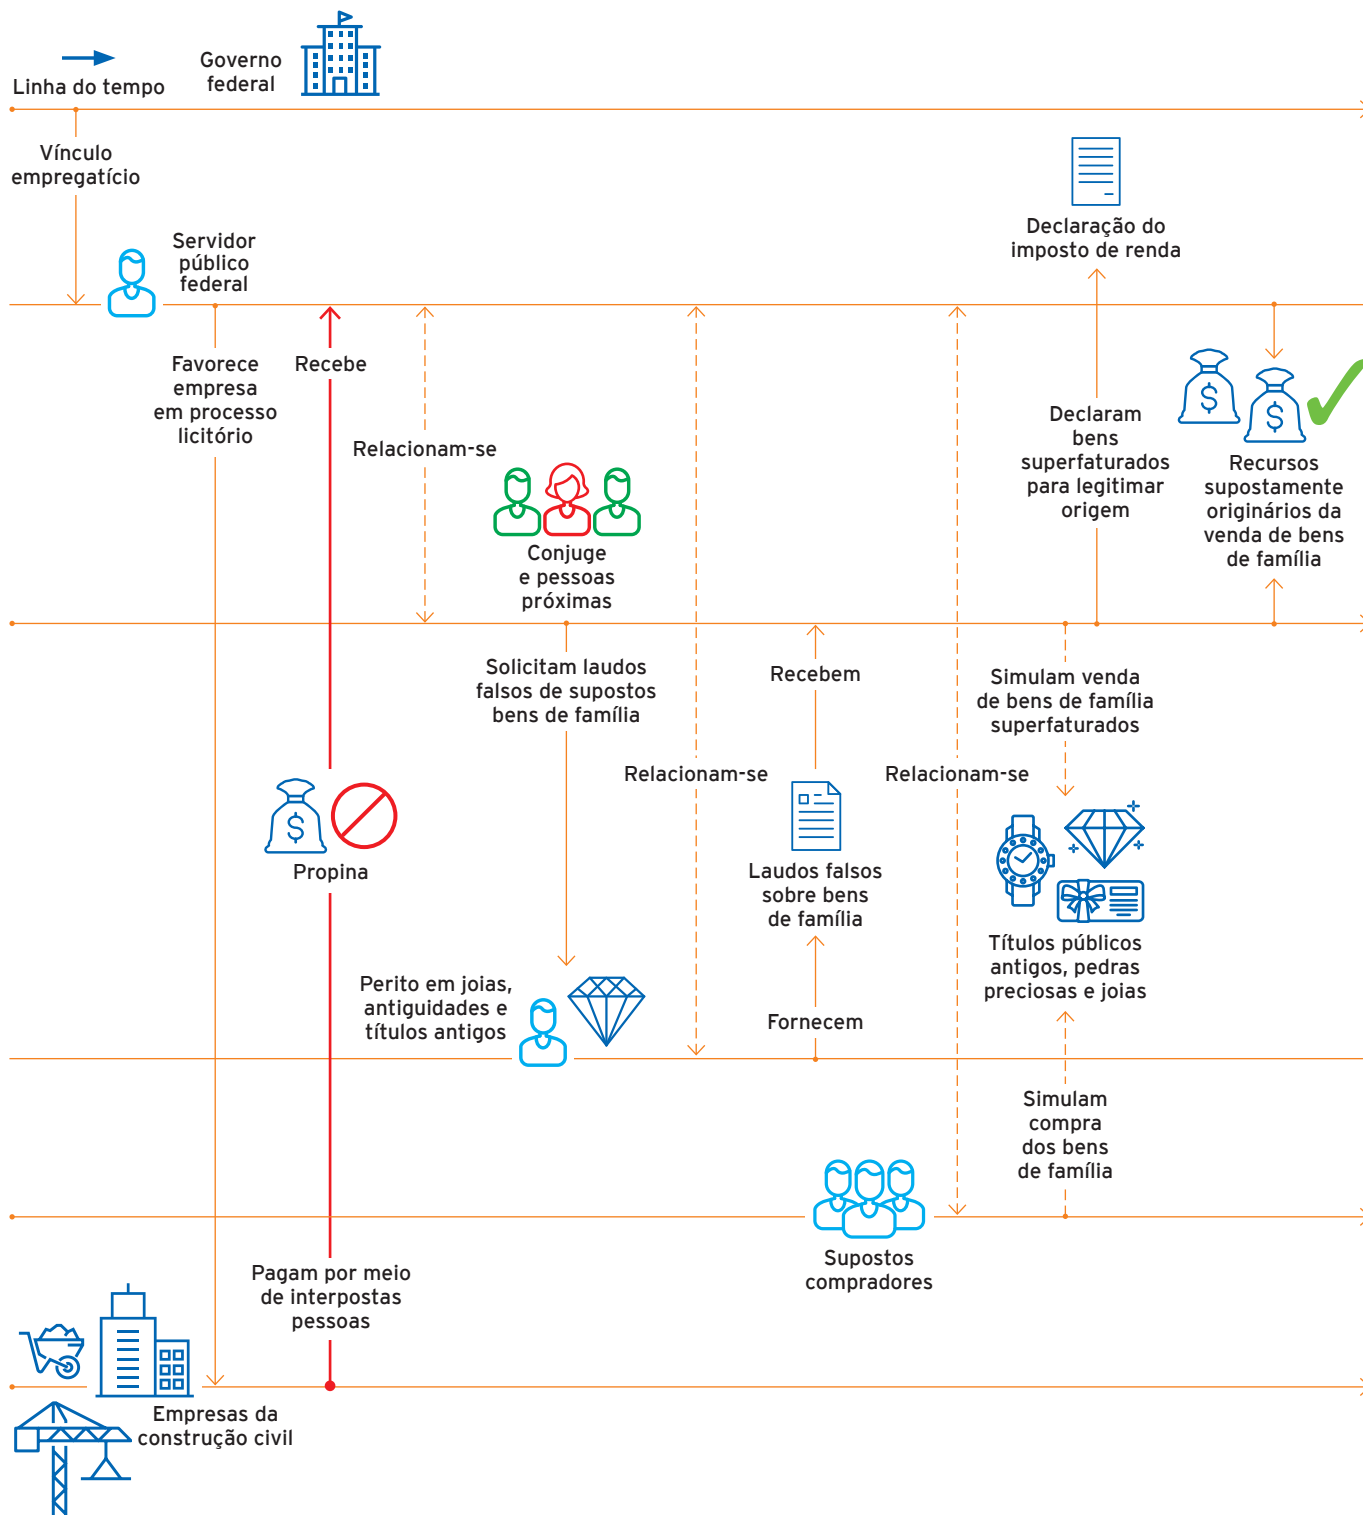 Linha do tempo
Governo
federal
Vínculo
empregatício
Servidor
público
federal
Declaração do
imposto de renda
Favorece
empresa
em processo
licitório
Recebe
Relacionam-se
Conjuge
e pessoas
próximas
Declaram
bens
superfaturados
para legitimar
origem
$
$
Recursos
supostamente
originários da
venda de bens
de família
Solicitam laudos
falsos de supostos
bens de família
Recebem
Simulam venda
de bens de família
superfaturados
Relacionam-se
Relacionam-se
$
Propina
Laudos falsos
sobre bens
de família
Títulos públicos
antigos, pedras
preciosas e joias
Perito em joias,
antiguidades e
títulos antigos
Fornecem
Simulam
compra
dos bens
de família
Supostos
compradores
Pagam por meio
de interpostas
pessoas
Empresas da
construção civil